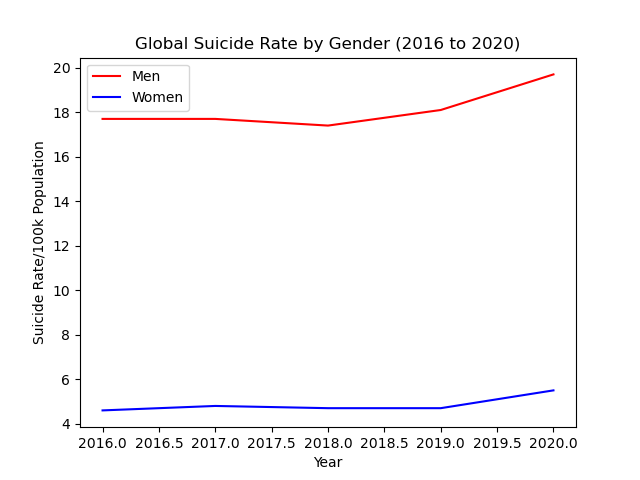 Global Suicide Rate by Gender (2016 to 2020)
Men
Women
20
18
16
14
12
10
8
6
4
Suicide Rate/100k Population
2016.0 2016.5 2017.0 2017.5 2018.0 2018.5 2019.0 2019.5 2020.0
Year